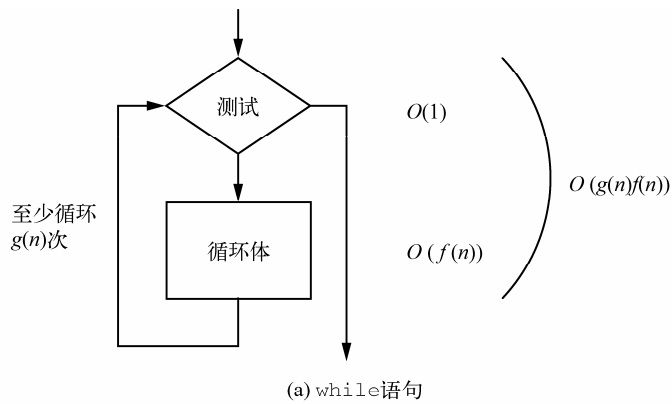 测试
O(1)
至少循环
g(n)次
O (g(n)f(n))
循环体
O ( f (n))
(a) while语句